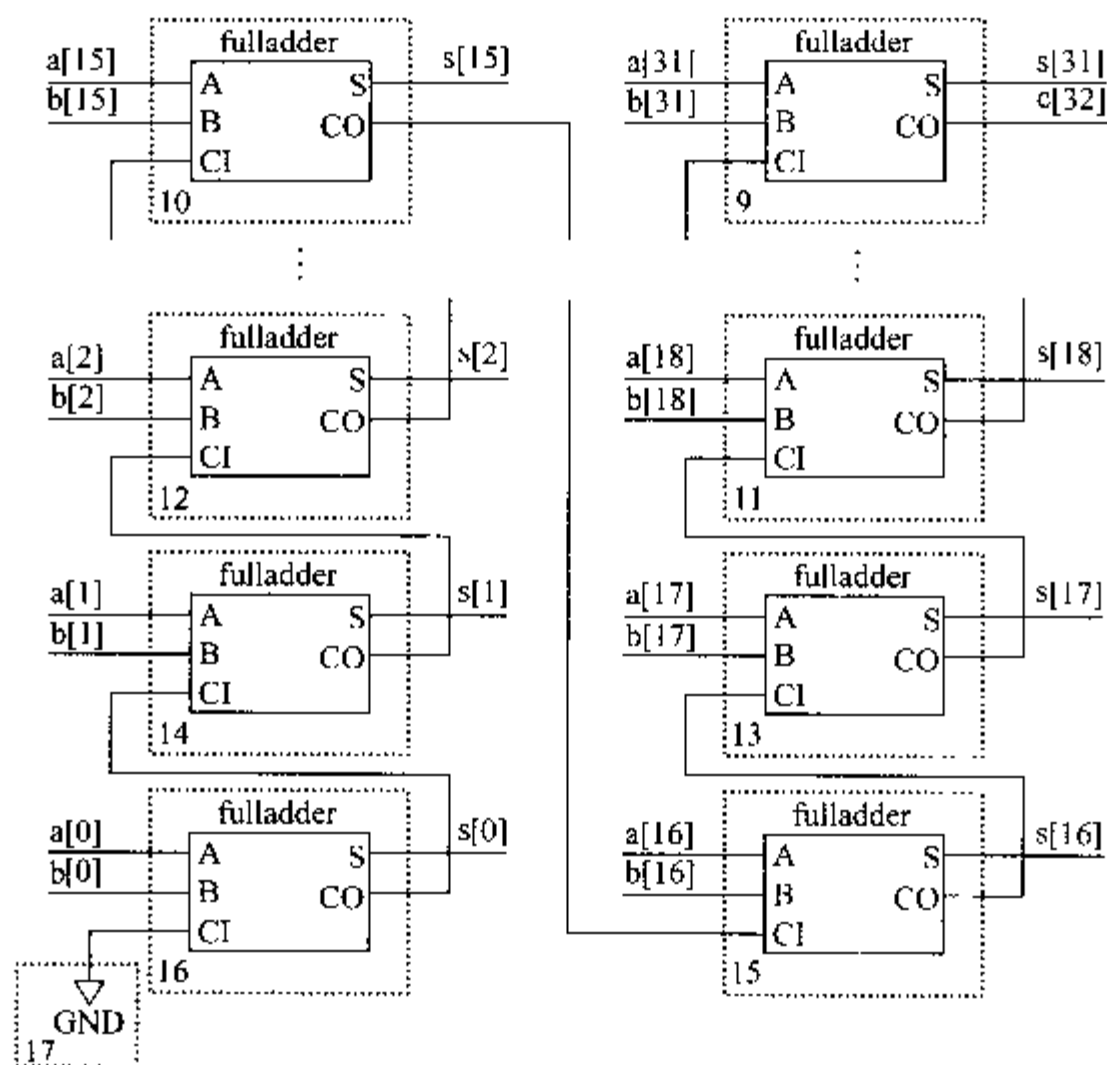 fulladder
a[15]
b[15]
A
B
CI
S
CO
s[15]
10
fulladder
a[31]
b[31]
A
B
CI
S
CO
s[31]
c[32]
9
fulladder
a[2]
b[2]
A
B
CI
S
CO
s[2]
12
fulladder
a[18]
b[18]
A
B
CI
S
CO
s[18]
11
fulladder
a[1]
b[1]
A
B
CI
S
CO
s[1]
14
fulladder
a[17]
b[17]
A
B
CI
S
CO
s[17]
13
fulladder
a[0]
b[0]
A
B
CI
S
CO
s[0]
16
fulladder
a[16]
b[16]
A
B
CI
S
CO
s[16]
15
GND
17